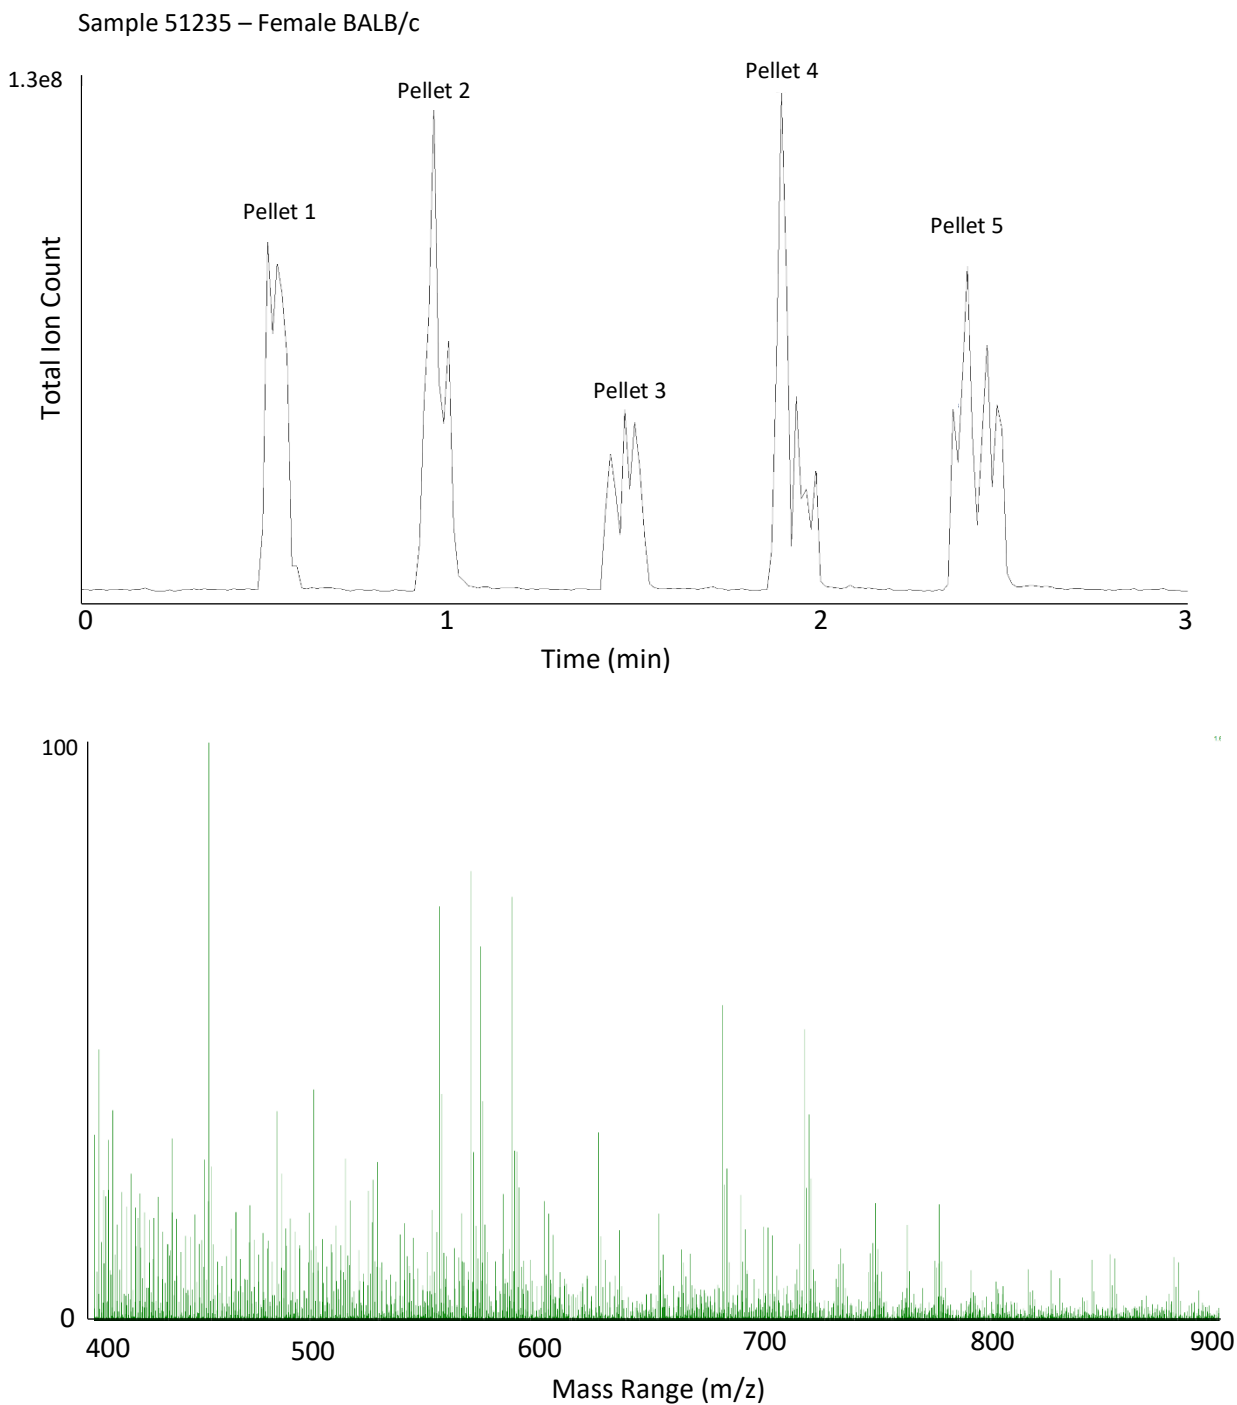 Sample 51235 – Female BALB/c
1.3e8
Pellet 1
Pellet 2
Pellet 3
Pellet 4
Pellet 5
Total Ion Count
0 1 2 3
Time (min)
100
0
400 500 600 700 800 900
Mass Range (m/z)